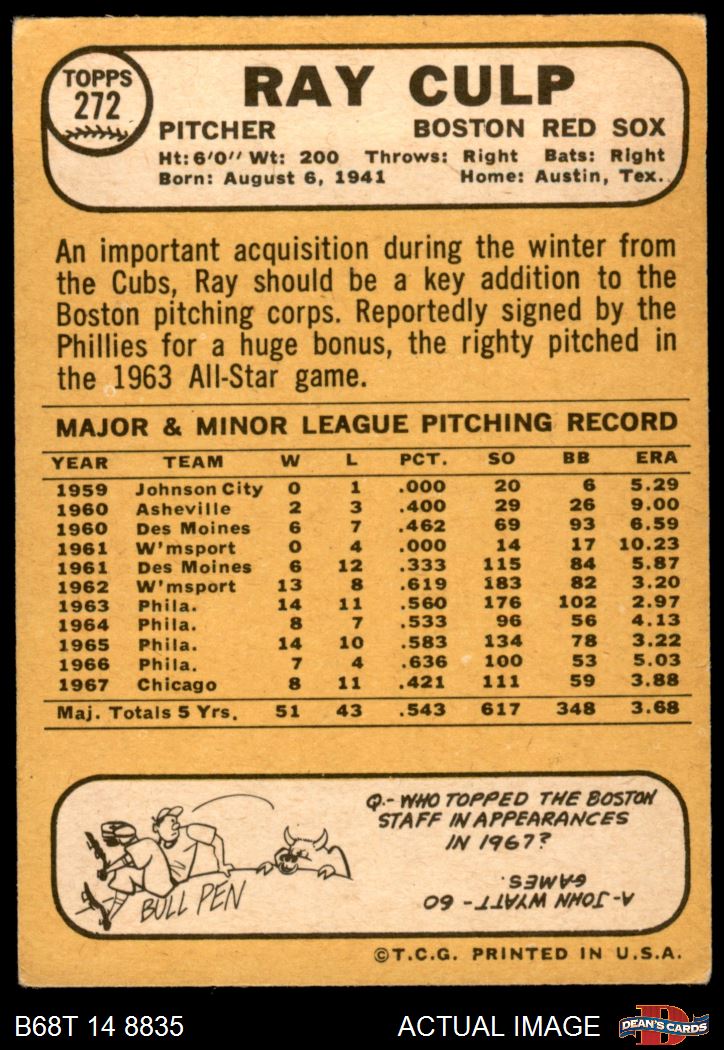 TOPPS
272
RAY CULP
PITCHER BOSTON RED SOX
Ht: 6'0" Wt: 200 Throws: Right Bats: Right
Born: August 6, 1941 Home: Austin, Tex.
An important acquisition during the winter from
the Cubs, Ray should be a key addition to the
Boston pitching corps. Reportedly signed by the
Phillies for a huge bonus, the righty pitched in
the 1963 All-Star game.
MAJOR & MINOR LEAGUE PITCHING RECORD
YEAR TEAM W L PCT. SO BB ERA
1959 Johnson City 0 1 .000 20 6 5.29
1960 Asheville 2 3 .400 29 26 9.00
1960 Des Moines 6 7 .462 69 93 6.59
1961 W'msport 0 4 .000 14 17 10.23
1961 Des Moines 6 12 .333 115 84 5.87
1962 W'msport 13 8 .619 183 82 3.20
1963 Phila. 14 11 .560 176 102 2.97
1964 Phila. 8 7 .533 96 56 4.13
1965 Phila. 14 10 .583 134 78 3.22
1966 Phila. 7 4 .636 100 53 5.03
1967 Chicago 8 11 .421 111 59 3.88
Maj. Totals 5 Yrs. 51 43 .543 617 348 3.68
Q.- WHO TOPPED THE BOSTON
STAFF IN APPEARANCES
IN 1967?
A- JOHN WYATT - 60
GAMES.
BULL PEN
©T.C.G. PRINTED IN U.S.A.
B68T 14 8835 ACTUAL IMAGE
D
DEAN'S CARDS